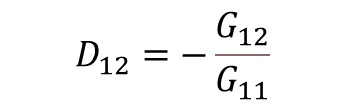 D₁₂ = − G₁₂ / G₁₁